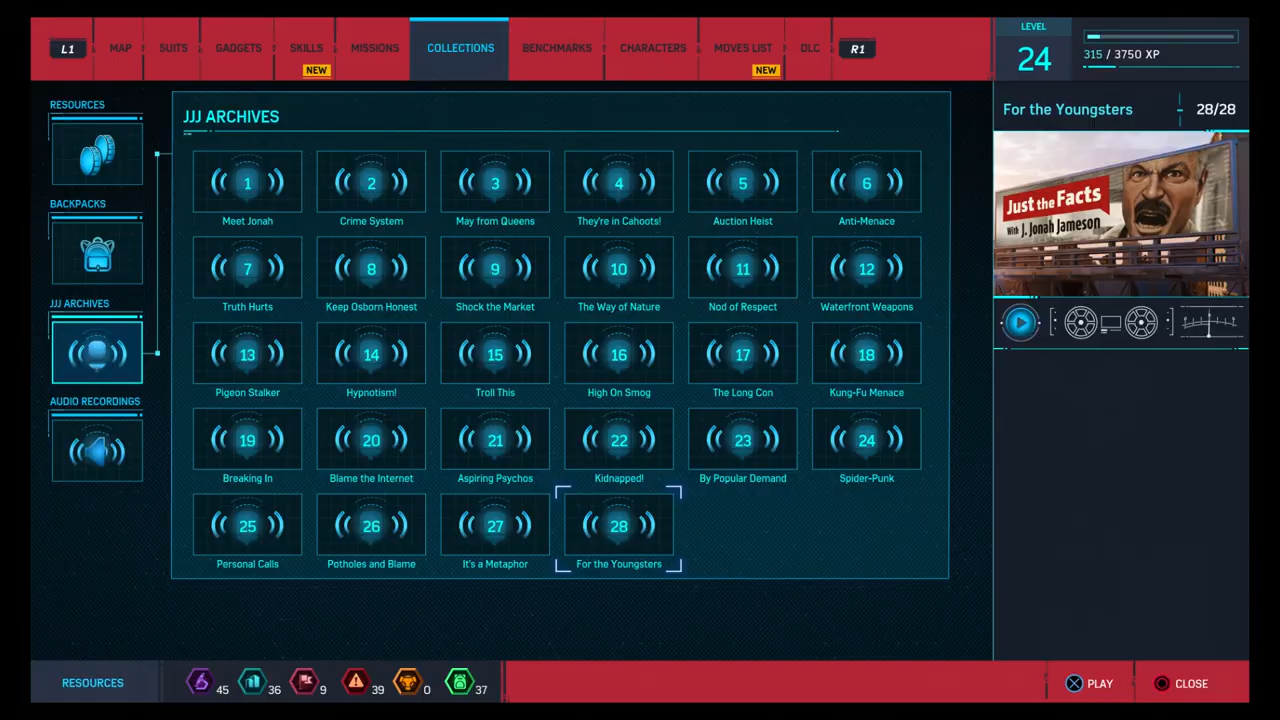 L1
MAP
SUITS
GADGETS
SKILLS
NEW
MISSIONS
COLLECTIONS
BENCHMARKS
CHARACTERS
MOVES LIST
NEW
DLC
R1
LEVEL
24
315 / 3750 XP
RESOURCES
BACKPACKS
JJJ ARCHIVES
AUDIO RECORDINGS
JJJ ARCHIVES
1
2
3
4
5
6
Meet Jonah
Crime System
May from Queens
They're in Cahoots!
Auction Heist
Anti-Menace
7
8
9
10
11
12
Truth Hurts
Keep Osborn Honest
Shock the Market
The Way of Nature
Nod of Respect
Waterfront Weapons
13
14
15
16
17
18
Pigeon Stalker
Hypnotism!
Troll This
High On Smog
The Long Con
Kung-Fu Menace
19
20
21
22
23
24
Breaking In
Blame the Internet
Aspiring Psychos
Kidnapped!
By Popular Demand
Spider-Punk
25
26
27
28
Personal Calls
Potholes and Blame
It's a Metaphor
For the Youngsters
For the Youngsters
28/28
Just the Facts
With J. Jonah Jameson
RESOURCES
45
36
9
39
0
37
PLAY
CLOSE